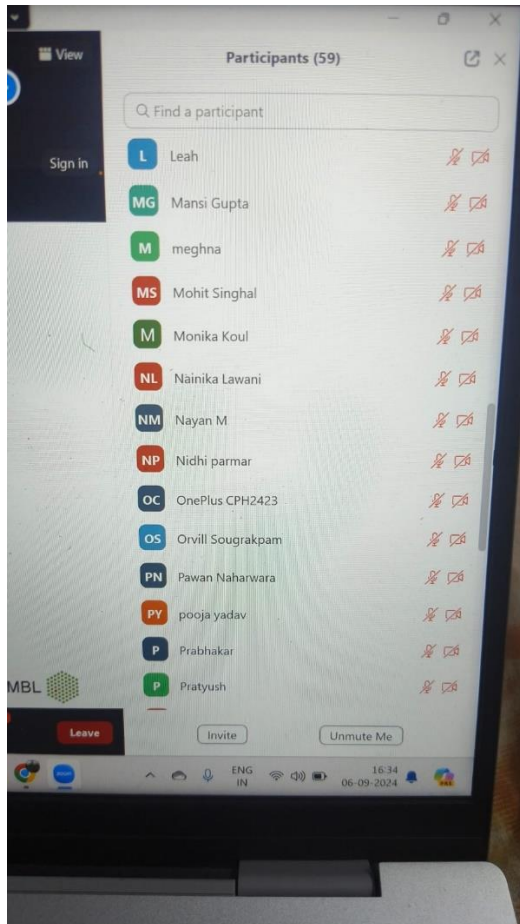 View
Participants (59)
Find a participant
Sign in
L Leah
MG Mansi Gupta
M meghna
MS Mohit Singhal
M Monika Koul
NL Nainika Lawani
NM Nayan M
NP Nidhi parmar
OC OnePlus CPH2423
OS Orvill Sougrakpam
PN Pawan Naharwara
PY pooja yadav
P Prabhakar
P Pratyush
MBL
Leave
Invite
Unmute Me
zoom
ENG
IN
16:34
06-09-2024